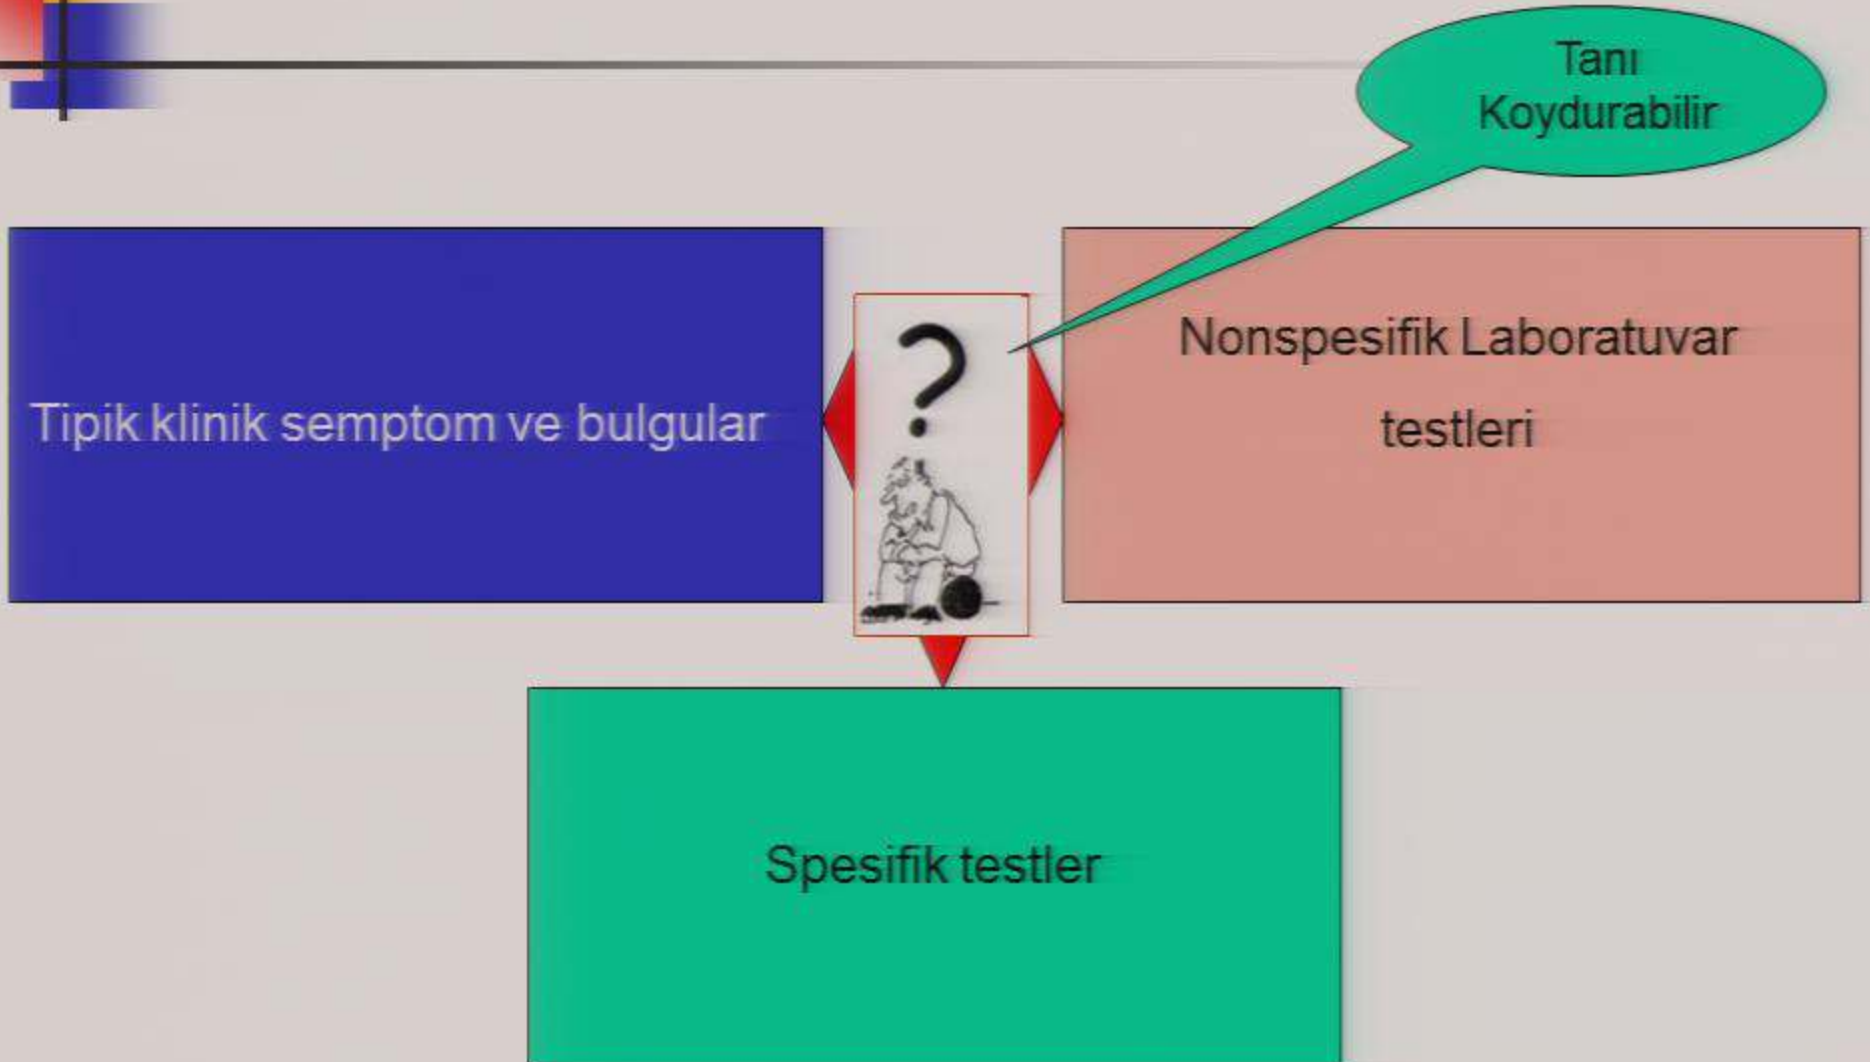 Tanı
Koydurabilir
Tipik klinik semptom ve bulgular
?
Nonspesifik Laboratuvar
testleri
Spesifik testler